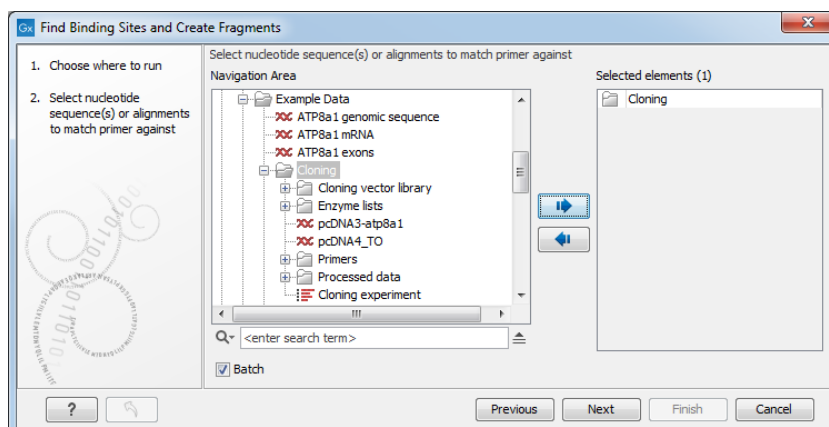 Gx Find Binding Sites and Create Fragments
1. Choose where to run
2. Select nucleotide
sequence(s) or alignments
to match primer against
Select nucleotide sequence(s) or alignments to match primer against
Navigation Area
Example Data
ATP8a1 genomic sequence
ATP8a1 mRNA
ATP8a1 exons
Cloning
Cloning vector library
Enzyme lists
pcDNA3-atp8a1
pcDNA4_TO
Primers
Processed data
Cloning experiment
<enter search term>
Batch
Selected elements (1)
Cloning
?
Previous
Next
Finish
Cancel